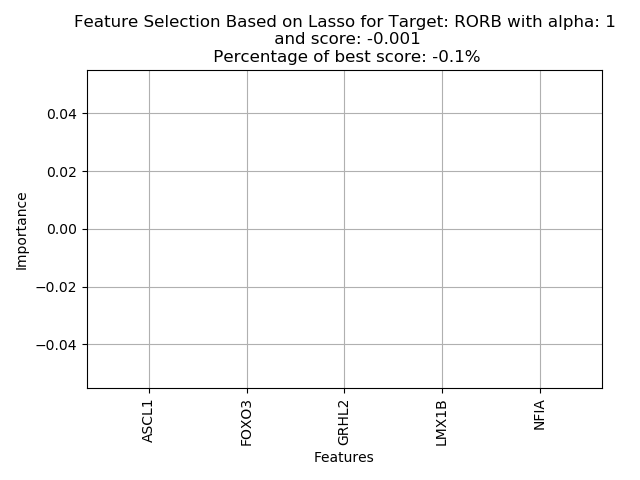 Feature Selection Based on Lasso for Target: RORB with alpha: 1
and score: -0.001
Percentage of best score: -0.1%
0.04
0.02
0.00
−0.02
−0.04
Importance
ASCL1
FOXO3
GRHL2
LMX1B
NFIA
Features